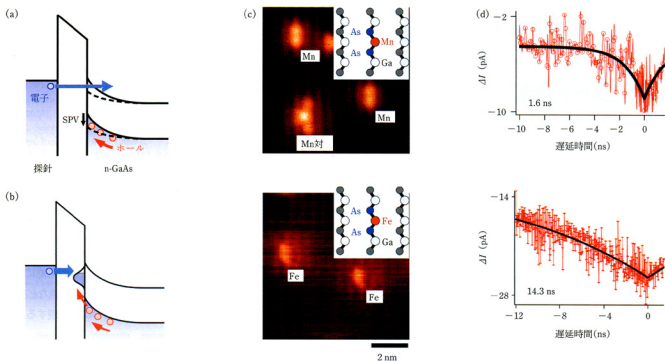 (a)
電子
SPV
ホール
探針
n-GaAs
(b)
(c)
As
Mn
As
Ga
Mn
Mn
Mn対
As
Fe
As
Ga
Fe
Fe
2 nm
(d)
−2
ΔI (pA)
−10
1.6 ns
−10 −8 −6 −4 −2 0
遅延時間(ns)
−14
ΔI (pA)
−28
14.3 ns
−12 −8 −4 0
遅延時間(ns)